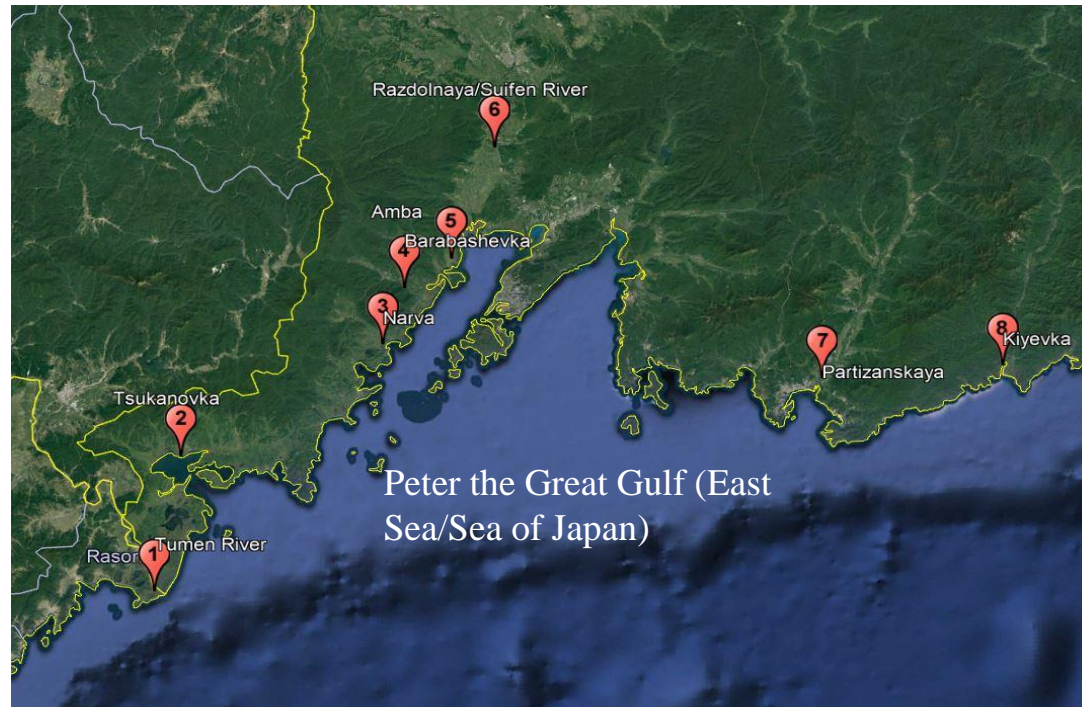 Razdolnaya/Suifen River
6
Amba
5
Barabashevka
4
3
Narva
8
Kiyevka
7
Partizanskaya
Tsukanovka
2
Peter the Great Gulf (East
Sea/Sea of Japan)
Tumen River
Rasor
1